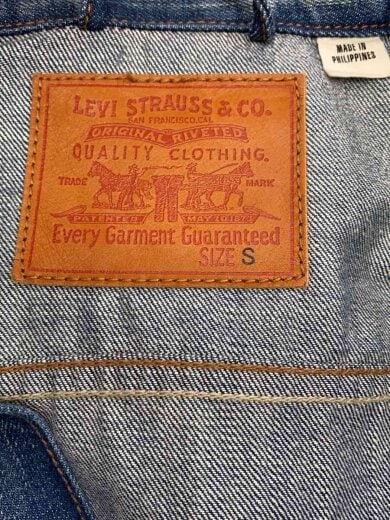 MADE IN
PHILIPPINES
LEVI STRAUSS & CO.
SAN FRANCISCO, CAL
ORIGINAL RIVETED
QUALITY CLOTHING.
TRADE MARK
PATENTED MAY 20 1873
Every Garment Guaranteed
SIZE S